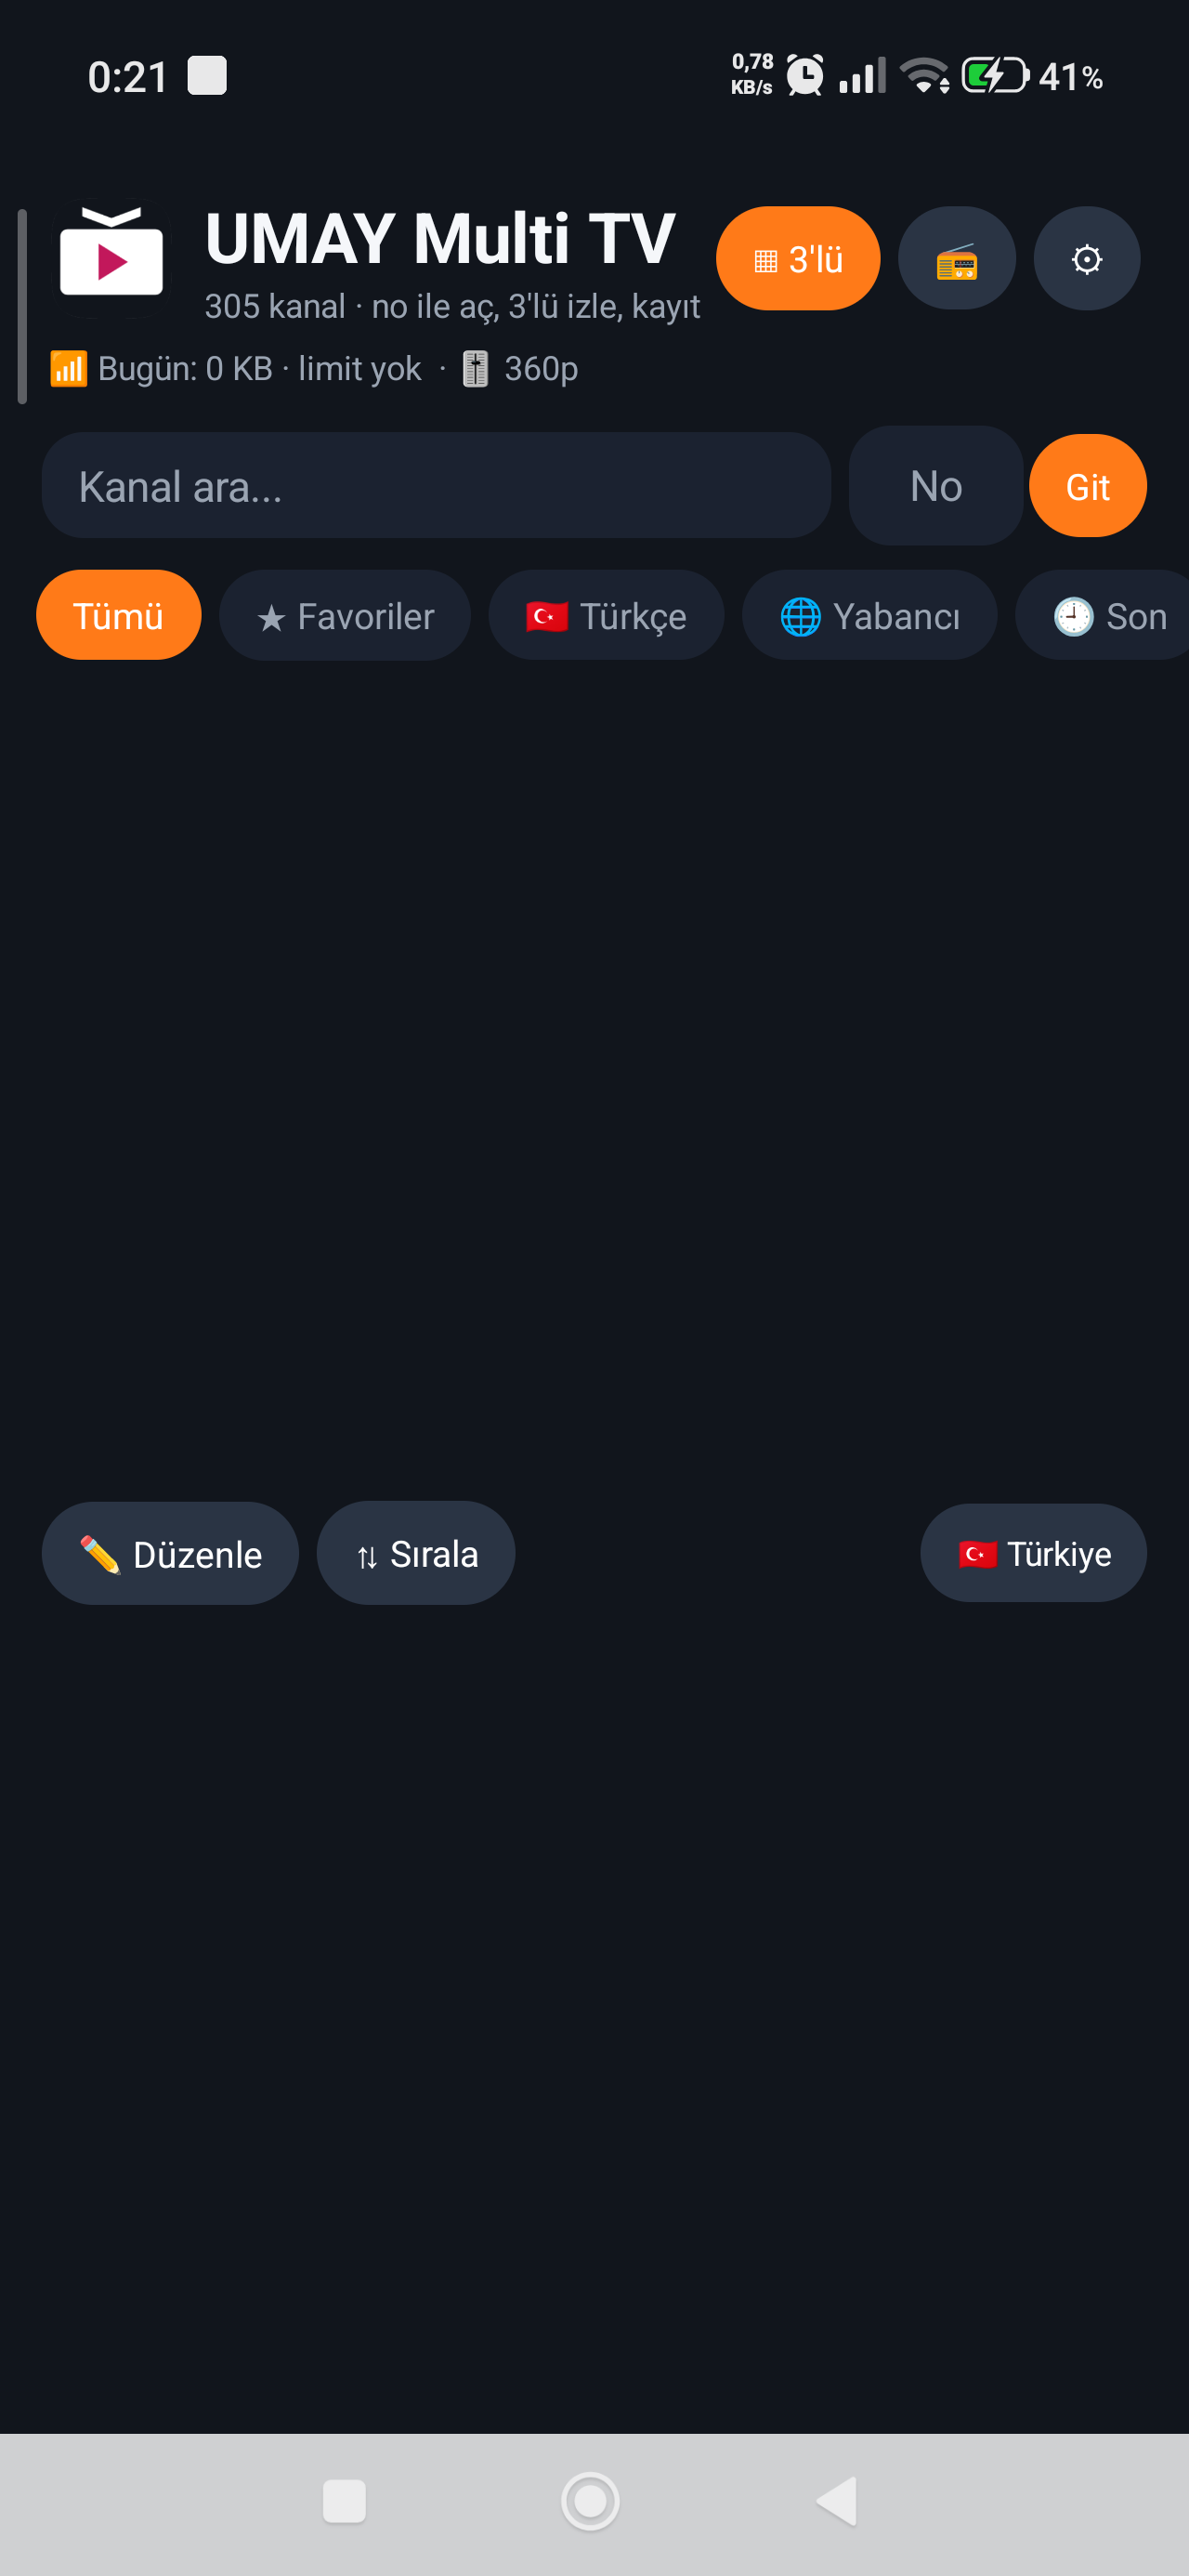 0:21
0,78
KB/s
41%
UMAY Multi TV
305 kanal · no ile aç, 3'lü izle, kayıt
▦ 3'lü
📻
⚙
📶 Bugün: 0 KB · limit yok · 🎚 360p
Kanal ara...
No
Git
Tümü
★ Favoriler
🇹🇷 Türkçe
🌐 Yabancı
🕘 Son
✏️ Düzenle
⇅ Sırala
🇹🇷 Türkiye